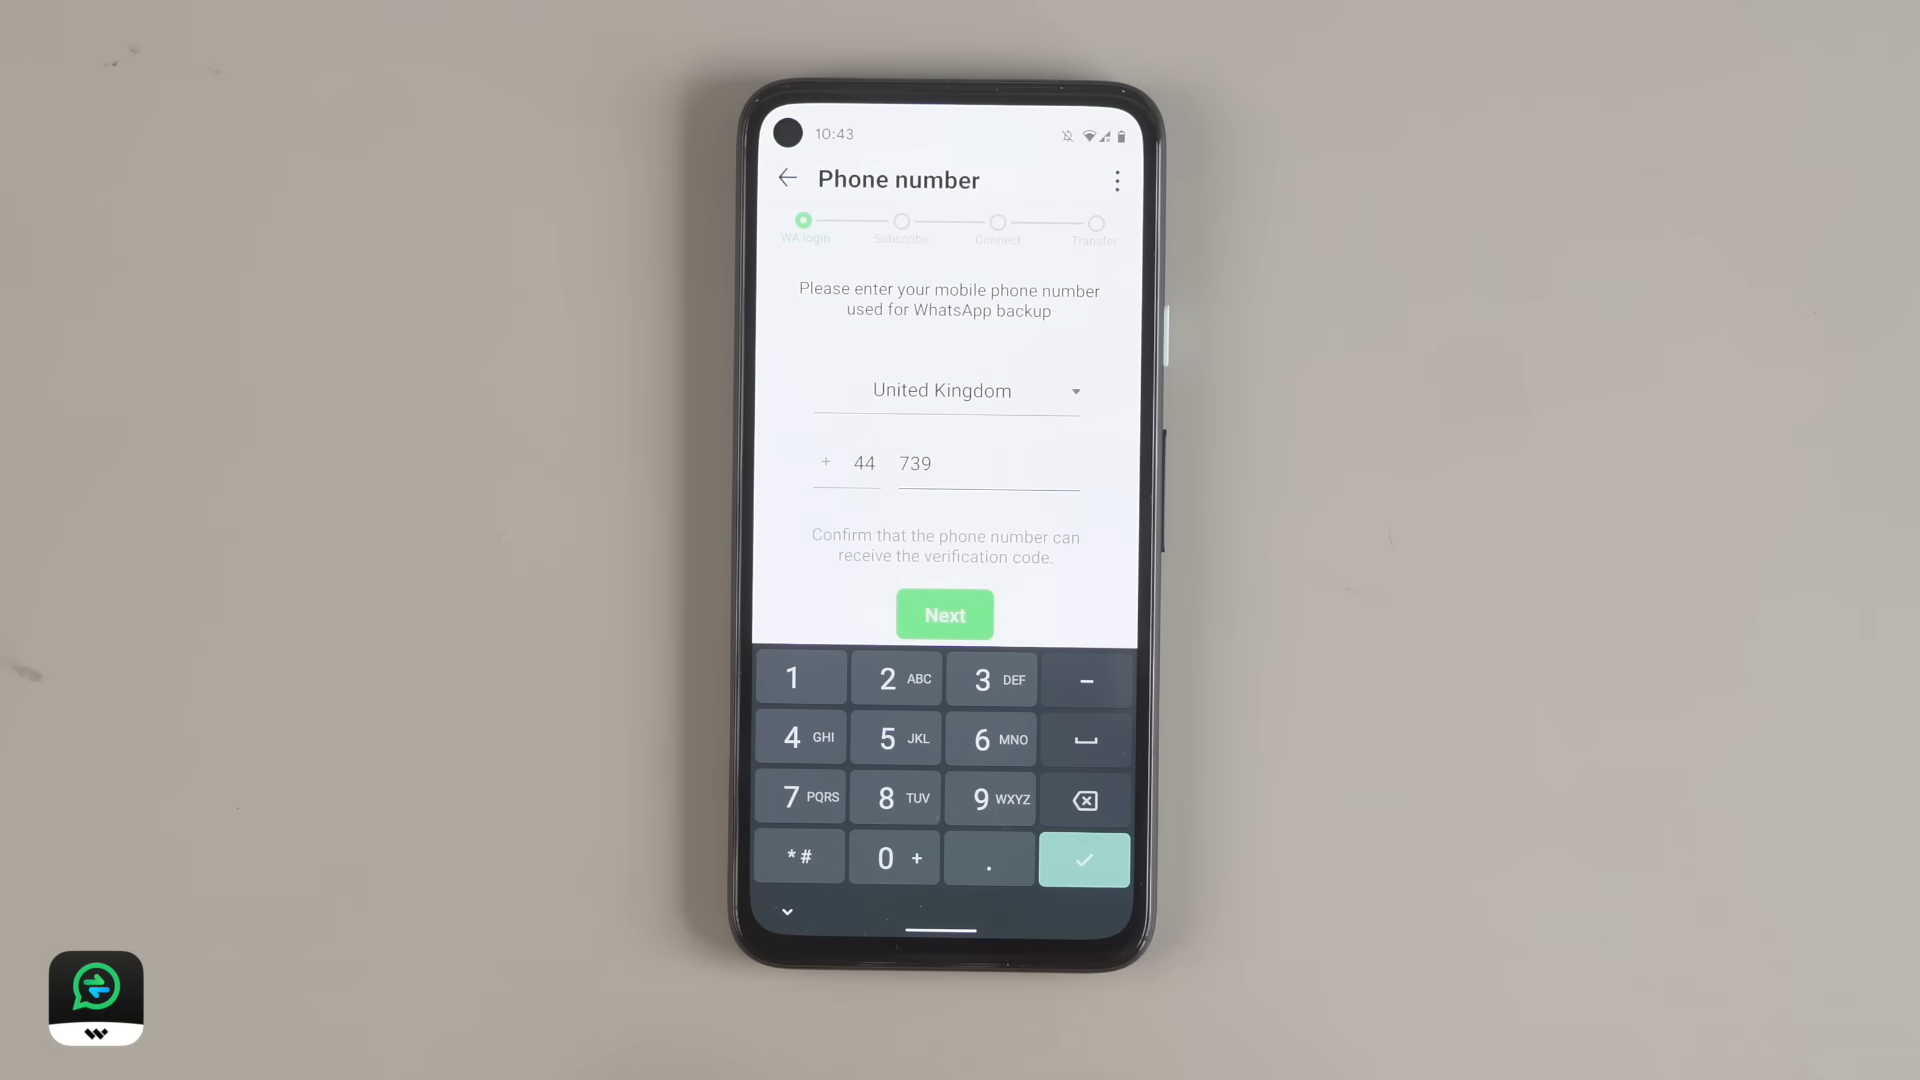 10:43
Phone number
WA login Subscribe Connect Transfer
Please enter your mobile phone number
used for WhatsApp backup
United Kingdom
+ 44 739
Confirm that the phone number can
receive the verification code.
Next
1 2 ABC 3 DEF -
4 GHI 5 JKL 6 MNO
7 PQRS 8 TUV 9 WXYZ
* # 0 + .